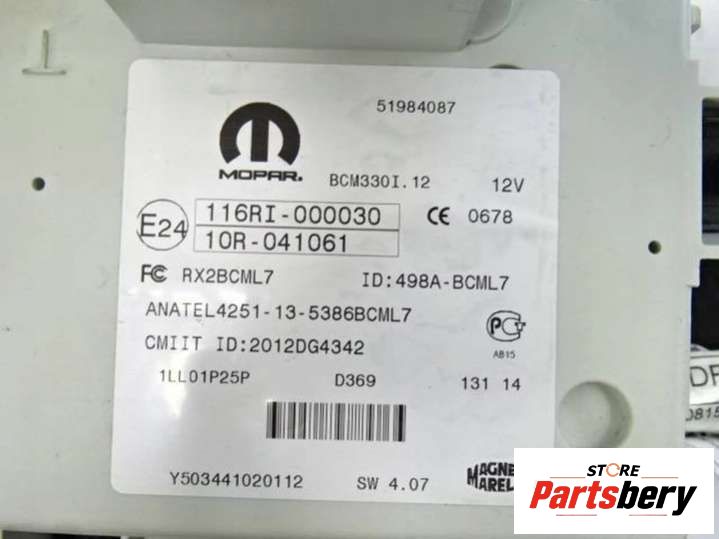 51984087
MOPAR.
BCM330I.12 12V
E24
116RI-000030
10R-041061
CE 0678
FC RX2BCML7 ID:498A-BCML7
ANATEL4251-13-5386BCML7
CMIIT ID:2012DG4342
AB15
1LL01P25P D369 131 14
Y503441020112 SW 4.07
STORE
Partsbery